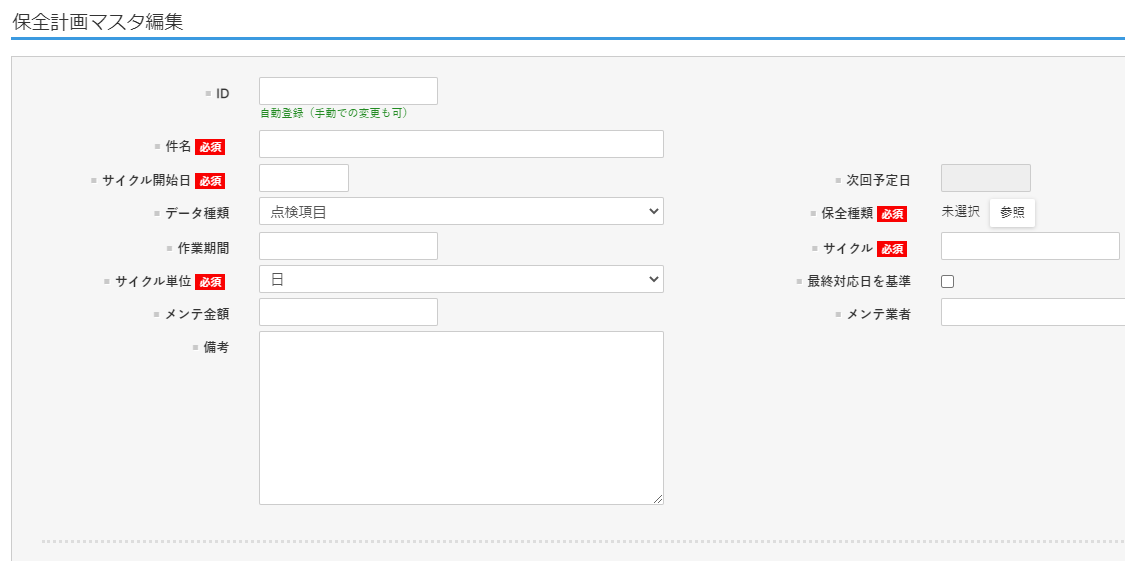 保全計画マスタ編集
ID
自動登録（手動での変更も可）
件名 必須
サイクル開始日 必須 次回予定日
データ種類 点検項目 保全種類 必須 未選択 参照
作業期間 サイクル 必須
サイクル単位 必須 日 最終対応日を基準
メンテ金額 メンテ業者
備考